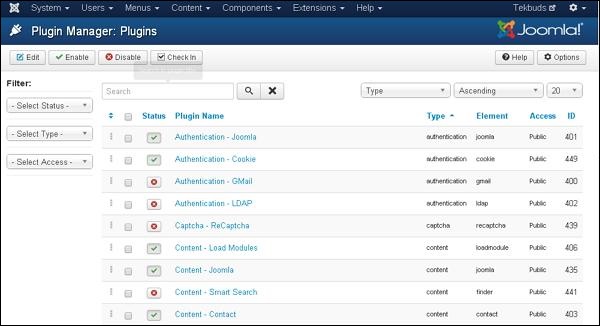 System Users Menus Content Components Extensions Help Tekbuds
Plugin Manager: Plugins Joomla!
Edit Enable Disable Check In Help Options
Filter:
Search Type Ascending 20
- Select Status -
Status Plugin Name Type Element Access ID
- Select Type -
Authentication - Joomla authentication joomla Public 401
- Select Access -
Authentication - Cookie authentication cookie Public 449
Authentication - GMail authentication gmail Public 400
Authentication - LDAP authentication ldap Public 402
Captcha - ReCaptcha captcha recaptcha Public 439
Content - Load Modules content loadmodule Public 406
Content - Joomla content joomla Public 435
Content - Smart Search content finder Public 441
Content - Contact content contact Public 403